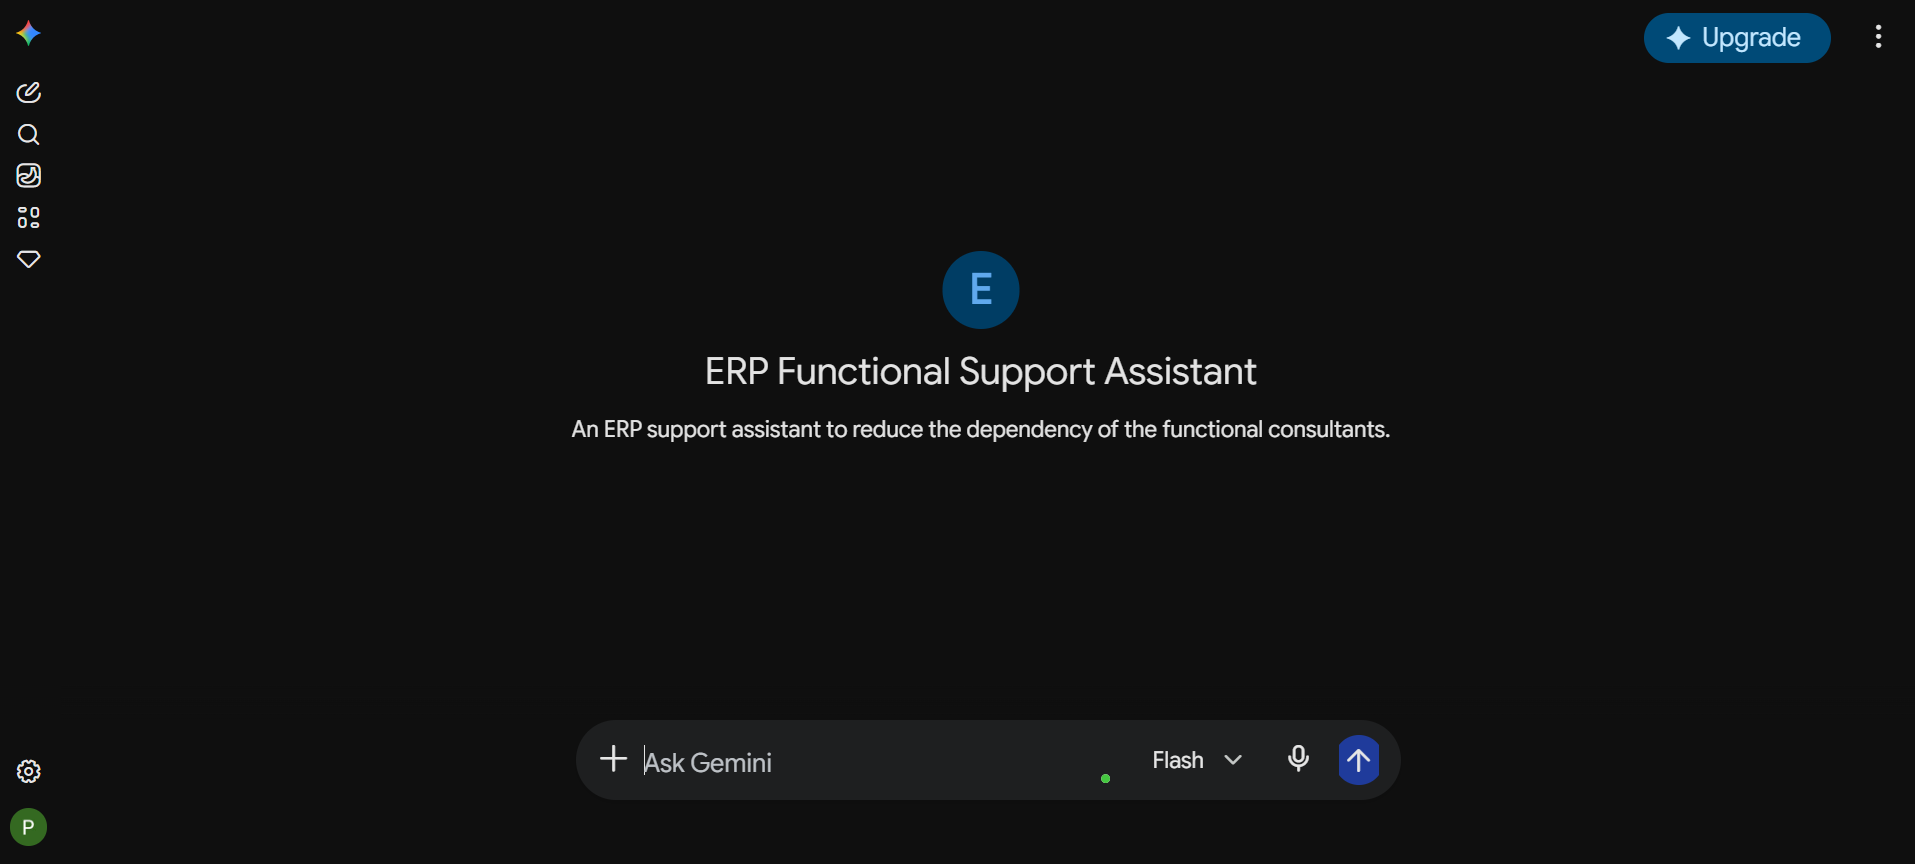 Upgrade
E
ERP Functional Support Assistant
An ERP support assistant to reduce the dependency of the functional consultants.
Ask Gemini
Flash
P